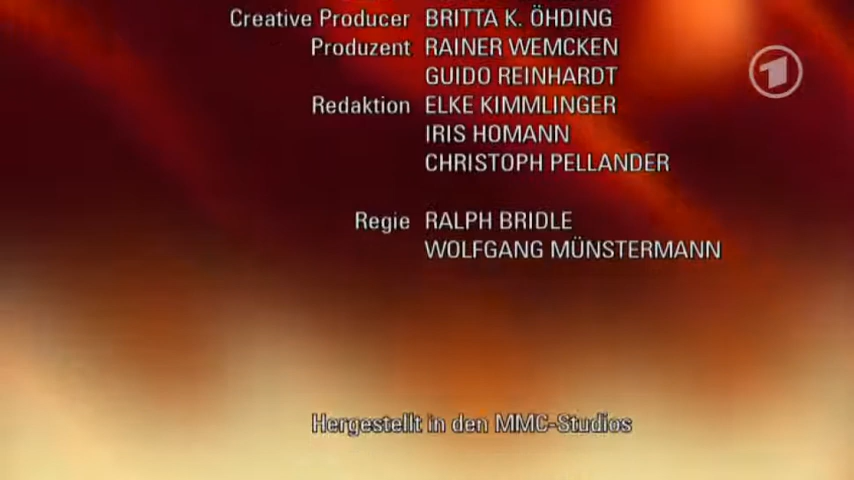 Creative Producer BRITTA K. ÖHDING
Produzent RAINER WEMCKEN
GUIDO REINHARDT
Redaktion ELKE KIMMLINGER
IRIS HOMANN
CHRISTOPH PELLANDER
Regie RALPH BRIDLE
WOLFGANG MÜNSTERMANN
Hergestellt in den MMC-Studios
1